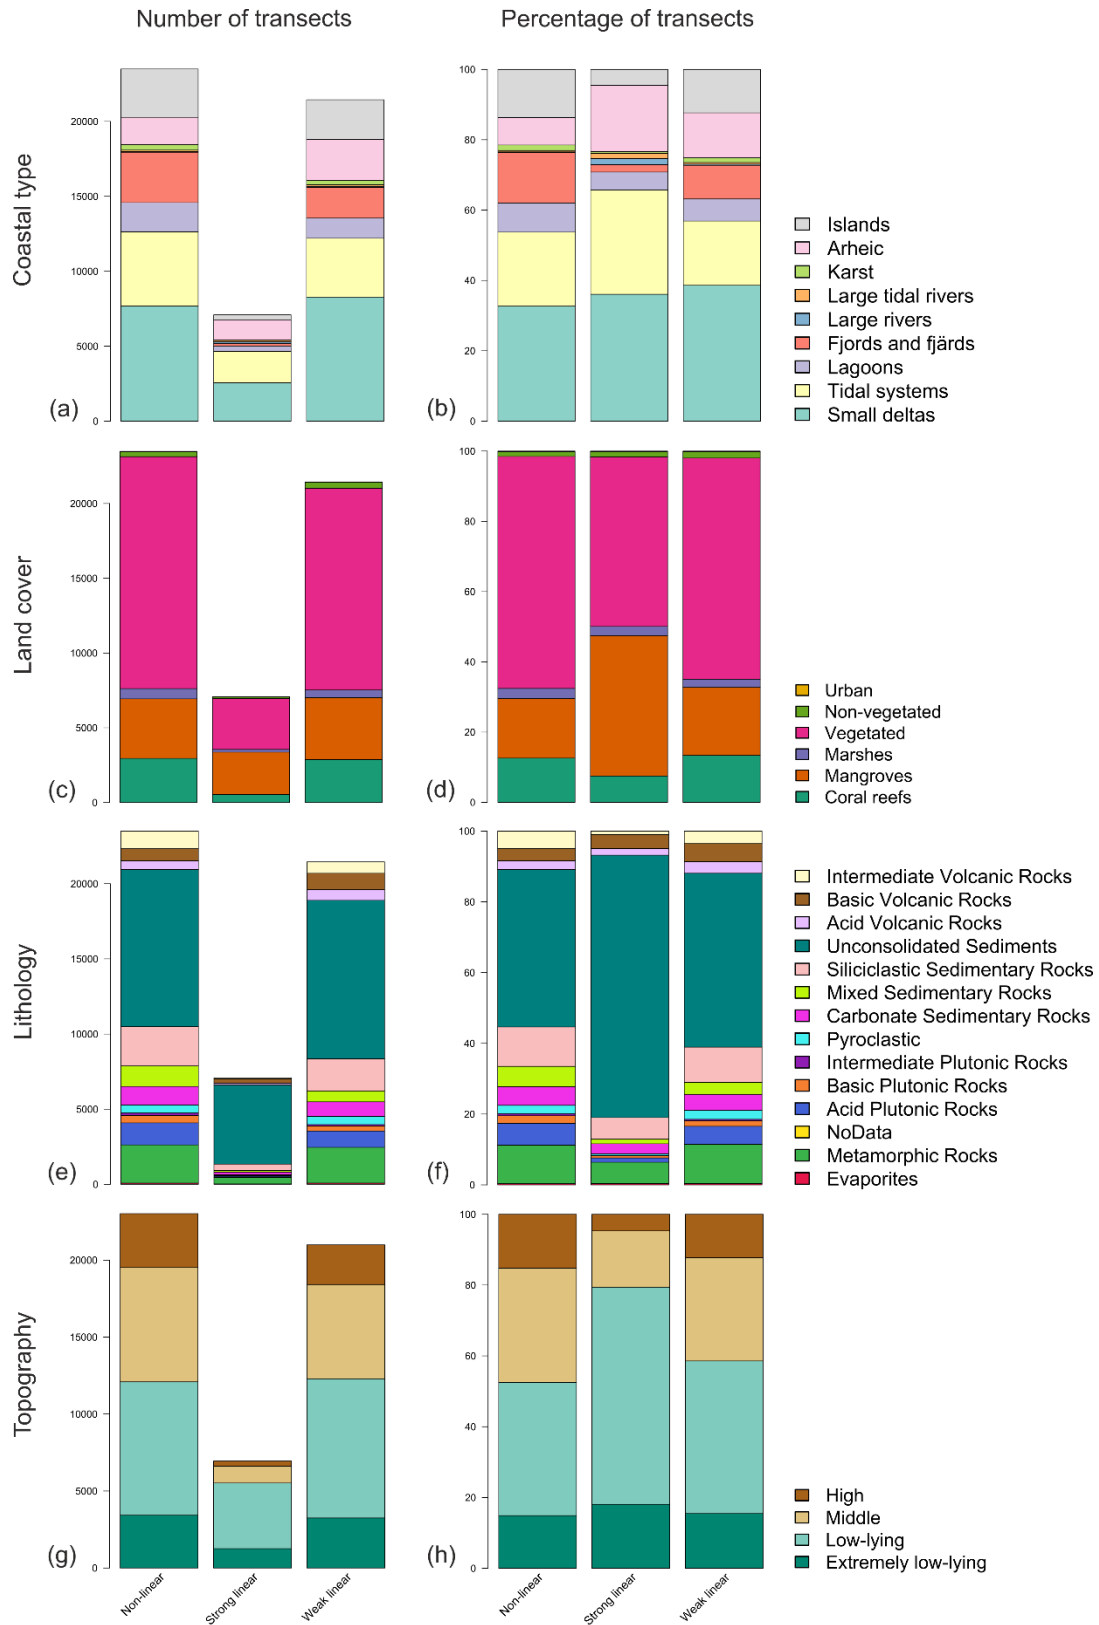 Number of transects
Percentage of transects
Coastal type
20000
15000
10000
5000
0
(a)
100
80
60
40
20
0
(b)
Islands
Arheic
Karst
Large tidal rivers
Large rivers
Fjords and fjärds
Lagoons
Tidal systems
Small deltas
Land cover
20000
15000
10000
5000
0
(c)
100
80
60
40
20
0
(d)
Urban
Non-vegetated
Vegetated
Marshes
Mangroves
Coral reefs
Lithology
20000
15000
10000
5000
0
(e)
100
80
60
40
20
0
(f)
Intermediate Volcanic Rocks
Basic Volcanic Rocks
Acid Volcanic Rocks
Unconsolidated Sediments
Siliciclastic Sedimentary Rocks
Mixed Sedimentary Rocks
Carbonate Sedimentary Rocks
Pyroclastic
Intermediate Plutonic Rocks
Basic Plutonic Rocks
Acid Plutonic Rocks
NoData
Metamorphic Rocks
Evaporites
Topography
20000
15000
10000
5000
0
(g)
100
80
60
40
20
0
(h)
High
Middle
Low-lying
Extremely low-lying
Non-linear
Strong linear
Weak linear
Non-linear
Strong linear
Weak linear